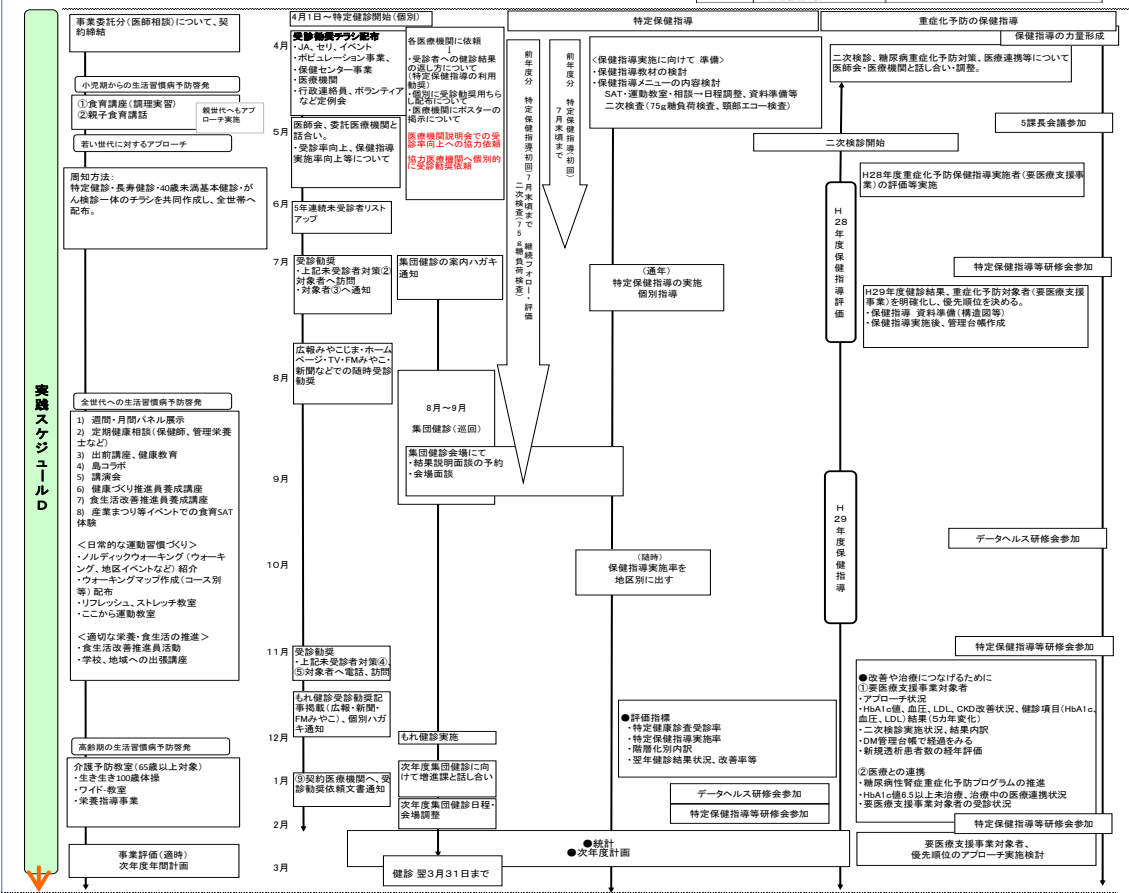 実践スケジュールD
事業委託分(医師相談)について、契
約締結
小児期からの生活習慣病予防啓発
①食育講座(調理実習)
②親子食育講話
親世代へもアプ
ローチ実施
若い世代に対するアプローチ
周知方法:
特定健診・長寿健診・40歳未満基本健診・が
ん検診一体のチラシを共同作成し、全世帯へ
配布。
全世代への生活習慣病予防啓発
1) 週間・月間パネル展示
2) 定期健康相談(保健師、管理栄養
士など)
3) 出前講座、健康教育
4) 島コラボ
5) 講演会
6) 健康づくり推進員養成講座
7) 食生活改善推進員養成講座
8) 産業まつり等イベントでの食育SAT
体験
<日常的な運動習慣づくり>
・ノルディックウォーキング(ウォーキ
ング、地区イベントなど)紹介
・ウォーキングマップ作成(コース別
等)配布
・リフレッシュ、ストレッチ教室
・ここから運動教室
<適切な栄養・食生活の推進>
・食生活改善推進員活動
・学校、地域への出張講座
高齢期の生活習慣病予防啓発
介護予防教室(65歳以上対象)
・生き生き100歳体操
・ワイド-教室
・栄養指導事業
事業評価(適時)
次年度年間計画
4月
5月
6月
7月
8月
9月
10月
11月
12月
1月
2月
3月
4月1日~特定健診開始(個別)
受診勧奨チラシ配布
・JA、セリ、イベント
・ポピュレーション事業、
・保健センター事業
・医療機関
・行政連絡員、ボランティア
など定例会
医師会、委託医療機関と
話合い。
・受診率向上、保健指導
実施率向上等について
5年連続未受診者リスト
アップ
受診勧奨
・上記未受診者対策②
対象者へ訪問
・対象者③へ通知
広報みやこじま・ホーム
ページ・TV・FMみやこ・
新聞などでの随時受診
勧奨
受診勧奨
・上記未受診者対策④、
⑤対象者へ電話、訪問
もれ健診受診勧奨記
事掲載(広報・新聞・
FMみやこ)、個別ハガ
キ通知
⑨契約医療機関へ、受
診勧奨依頼文書通知
各医療機関に依頼
↓
・受診者への健診結果
の返し方について
(特定保健指導の利用
勧奨)
・個別に受診勧奨用ちら
し配布について
・医療機関にポスターの
掲示について
医療機関説明会での受
診率向上への協力依頼
協力医療機関へ個別的
に受診勧奨依頼
集団健診の案内ハガキ
通知
8月~9月
集団健診(巡回)
集団健診会場にて
・結果説明面談の予約
・会場面談
もれ健診実施
次年度集団健診に向
けて増進課と話し合い
次年度集団健診日程・
会場調整
健診 翌3月31日まで
特定保健指導
前年度分 特定保健指導(初回)7月末頃まで 継続フォロー・評価
二次検査(75g糖負荷検査)
前年度分 特定保健指導(初回)
7月末頃まで
<保健指導実施に向けて 準備>
・保健指導教材の検討
・保健指導メニューの内容検討
SAT・運動教室・相談→日程調整、資料準備等
二次検査(75g糖負荷検査、頸部エコー検査)
(通年)
特定保健指導の実施
個別指導
(随時)
保健指導実施率を
地区別に出す
●評価指標
・特定健康診査受診率
・特定保健指導実施率
・階層化別内訳
・翌年健診結果状況、改善率等
データヘルス研修会参加
特定保健指導等研修会参加
●統計
●次年度計画
重症化予防の保健指導
保健指導の力量形成
二次検診、糖尿病重症化予防対策、医療連携等について
医師会・医療機関と話し合い・調整。
5課長会議参加
二次検診開始
H28年度重症化予防保健指導実施者(要医療支援事
業)の評価等実施
H28年度保健指導評価
特定保健指導等研修会参加
H29年度健診結果、重症化予防対象者(要医療支援
事業)を明確化し、優先順位を決める。
・保健指導 資料準備(構造図等)
・保健指導実施後、管理台帳作成
H29年度保健指導
データヘルス研修会参加
特定保健指導等研修会参加
●改善や治療につなげるために
①要医療支援事業対象者
・アプローチ状況
・HbA1c値、血圧、LDL、CKD改善状況、健診項目(HbA1c、
血圧、LDL)結果(5カ年変化)
・二次検診実施状況、結果内訳
・DM管理台帳で経過をみる
・新規透析患者数の経年評価
②医療との連携
・糖尿病性腎症重症化予防プログラムの推進
・HbA1c値6.5以上未治療、治療中の医療連携状況
・要医療支援事業対象者の受診状況
特定保健指導等研修会参加
要医療支援事業対象者、
優先順位のアプローチ実施検討